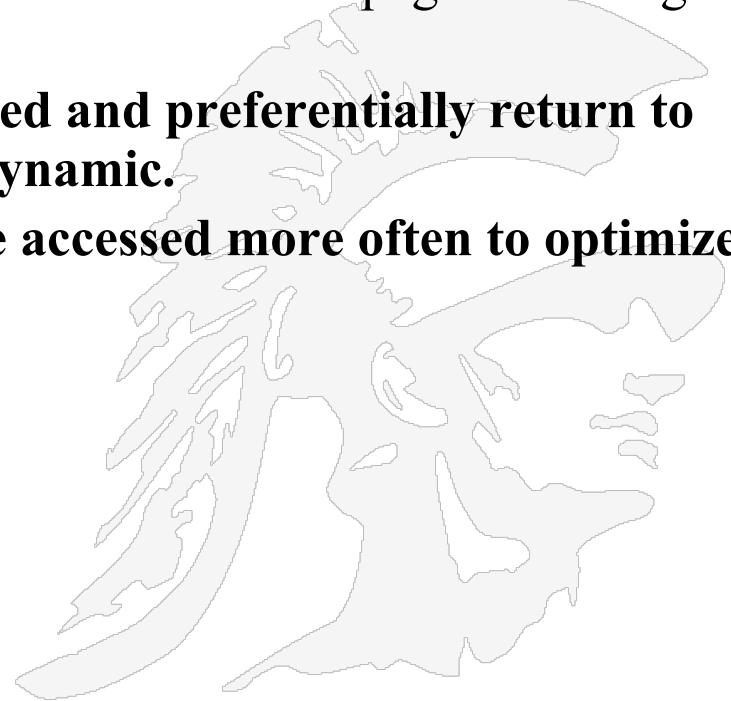 ed and preferentially return to
ynamic.
e accessed more often to optimize